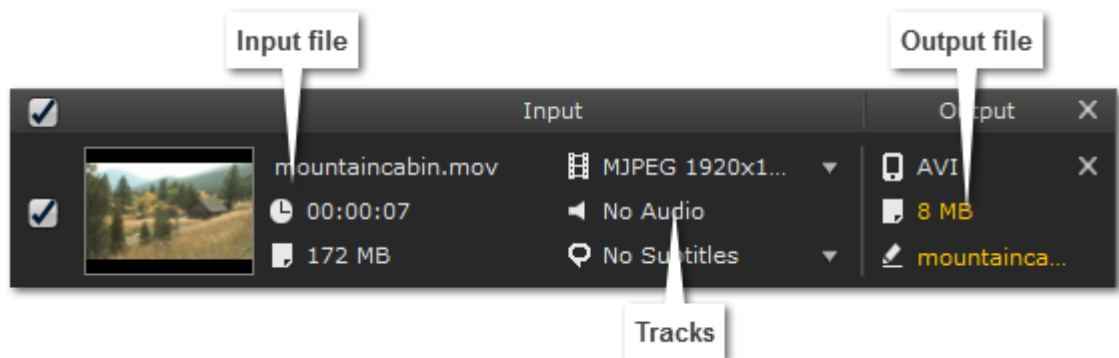 Input file
Output file
Input
Output
mountaincabin.mov
MJPEG 1920x1...
AVI
00:00:07
No Audio
8 MB
172 MB
No Subtitles
mountainca...
Tracks